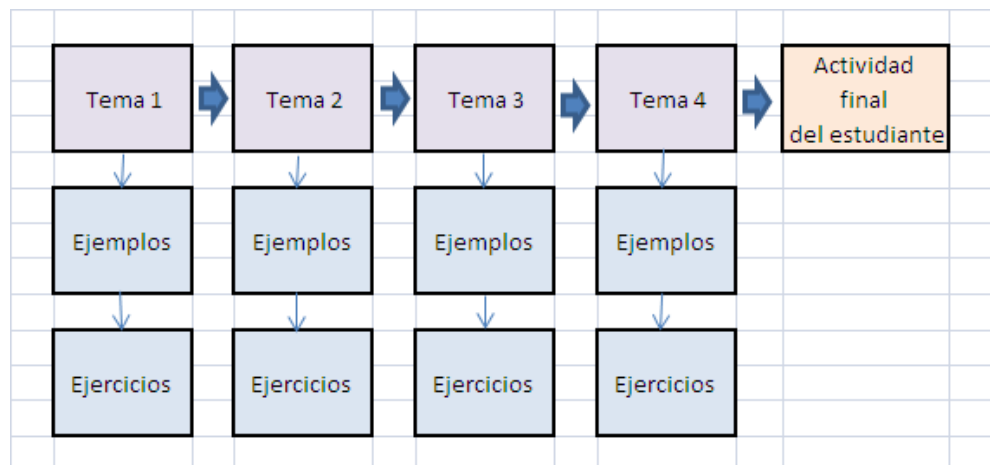 Tema 1
Tema 2
Tema 3
Tema 4
Actividad
final
del estudiante
Ejemplos
Ejemplos
Ejemplos
Ejemplos
Ejercicios
Ejercicios
Ejercicios
Ejercicios